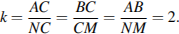 k = AC/NC = BC/CM = AB/NM = 2.